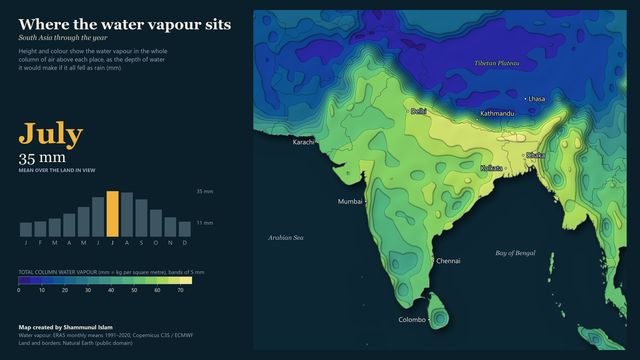 Where the water vapour sits
South Asia through the year
Height and colour show the water vapour in the whole
column of air above each place, as the depth of water
it would make if it all fell as rain (mm).
July
35 mm
MEAN OVER THE LAND IN VIEW
35 mm
11 mm
J F M A M J J A S O N D
TOTAL COLUMN WATER VAPOUR (mm = kg per square metre), bands of 5 mm
0 10 20 30 40 50 60 70
Map created by Shammunul Islam
Water vapour: ERA5 monthly means 1991–2020, Copernicus C3S / ECMWF
Land and borders: Natural Earth (public domain)
Tibetan Plateau
Lhasa
Delhi
Kathmandu
Karachi
Dhaka
Kolkata
Mumbai
Arabian Sea
Bay of Bengal
Chennai
Colombo